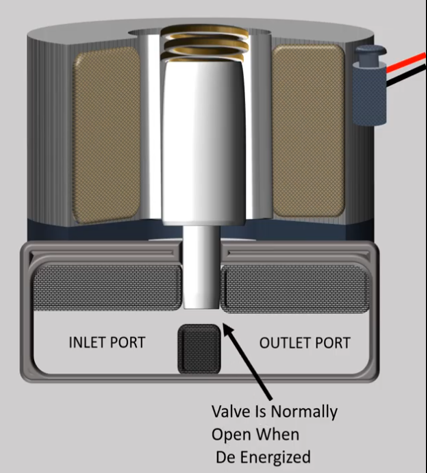 INLET PORT
OUTLET PORT
Valve Is Normally
Open When
De Energized